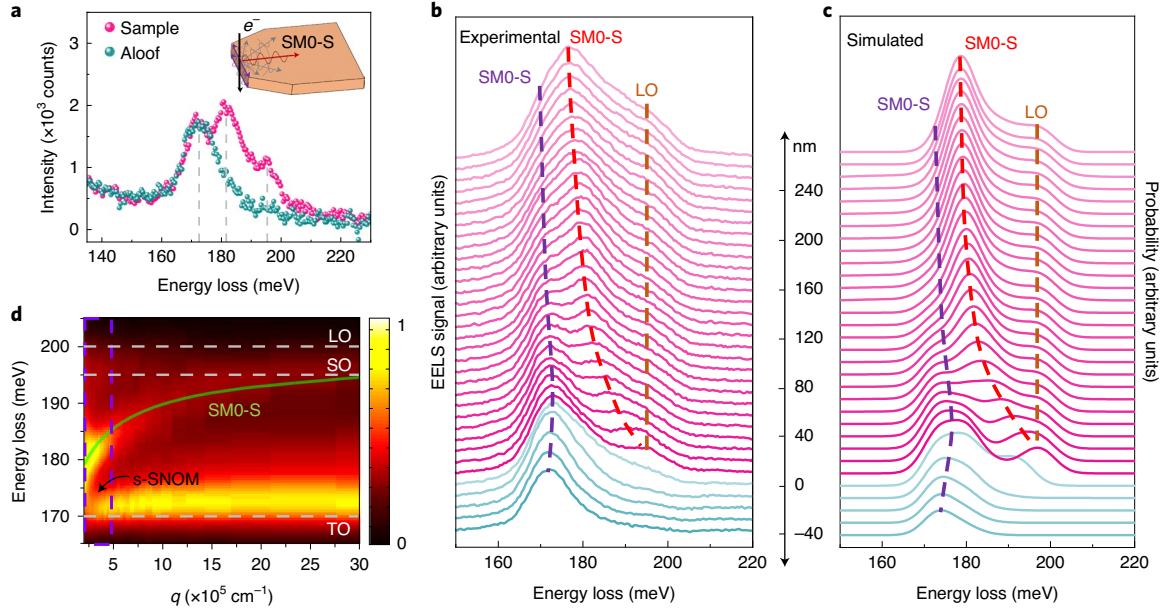 a
Sample
Aloof
e−
SM0-S
3
2
1
0
Intensity (×10³ counts)
140 160 180 200 220
Energy loss (meV)
b
Experimental
SM0-S
SM0-S
LO
EELS signal (arbitrary units)
160 180 200 220
Energy loss (meV)
nm
240
200
160
120
80
40
0
−40
c
Simulated
SM0-S
SM0-S
LO
Probability (arbitrary units)
160 180 200 220
Energy loss (meV)
d
LO
SO
SM0-S
s-SNOM
TO
200
190
180
170
Energy loss (meV)
5 10 15 20 25 30
q (×10⁵ cm⁻¹)
1
0